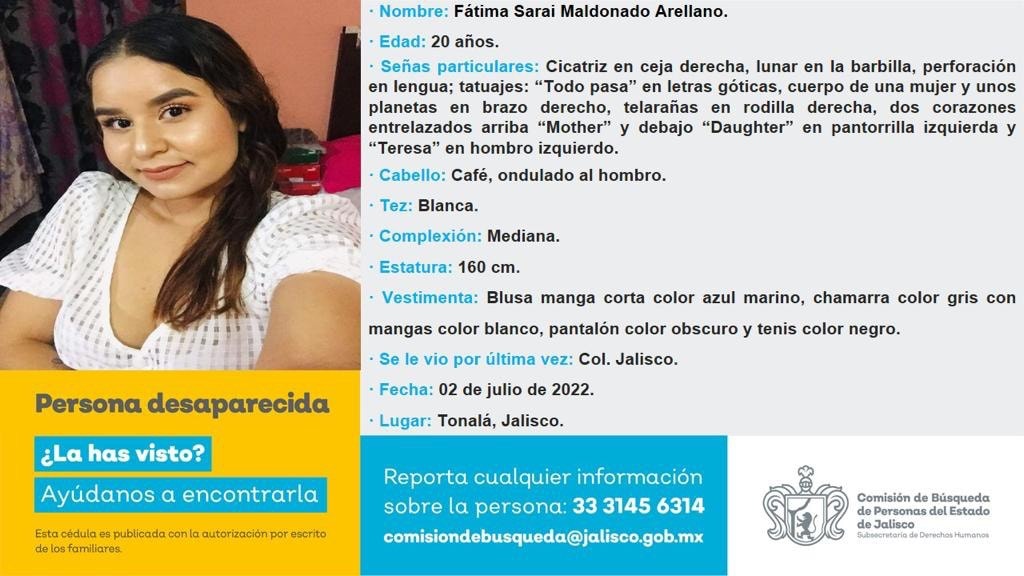 · Nombre: Fátima Sarai Maldonado Arellano.
· Edad: 20 años.
· Señas particulares: Cicatriz en ceja derecha, lunar en la barbilla, perforación
en lengua; tatuajes: “Todo pasa” en letras góticas, cuerpo de una mujer y unos
planetas en brazo derecho, telarañas en rodilla derecha, dos corazones
entrelazados arriba “Mother” y debajo “Daughter” en pantorrilla izquierda y
“Teresa” en hombro izquierdo.
· Cabello: Café, ondulado al hombro.
· Tez: Blanca.
· Complexión: Mediana.
· Estatura: 160 cm.
· Vestimenta: Blusa manga corta color azul marino, chamarra color gris con
mangas color blanco, pantalón color obscuro y tenis color negro.
· Se le vio por última vez: Col. Jalisco.
· Fecha: 02 de julio de 2022.
· Lugar: Tonalá, Jalisco.
Persona desaparecida
¿La has visto?
Ayúdanos a encontrarla
Esta cédula es publicada con la autorización por escrito
de los familiares.
Reporta cualquier información
sobre la persona: 33 3145 6314
comisiondebusqueda@jalisco.gob.mx
Comisión de Búsqueda
de Personas del Estado
de Jalisco
Subsecretaría de Derechos Humanos